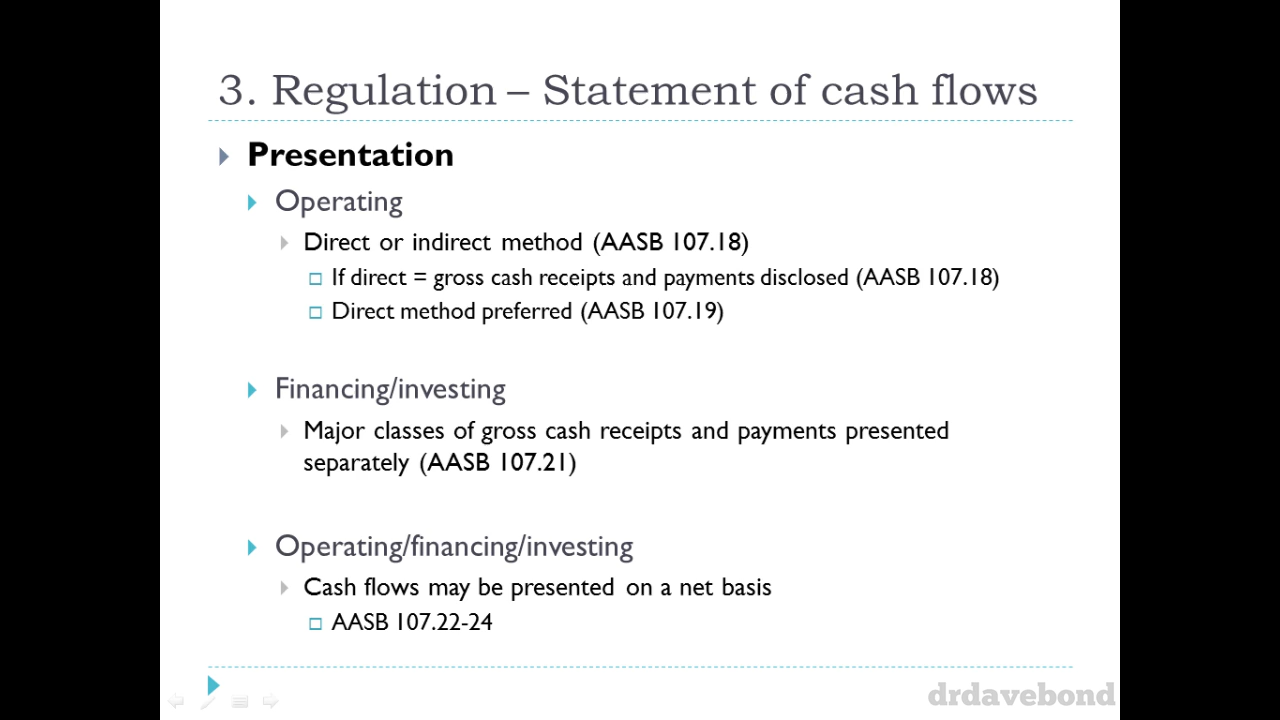 3. Regulation – Statement of cash flows
Presentation
Operating
Direct or indirect method (AASB 107.18)
If direct = gross cash receipts and payments disclosed (AASB 107.18)
Direct method preferred (AASB 107.19)
Financing/investing
Major classes of gross cash receipts and payments presented
separately (AASB 107.21)
Operating/financing/investing
Cash flows may be presented on a net basis
AASB 107.22-24
drdavebond